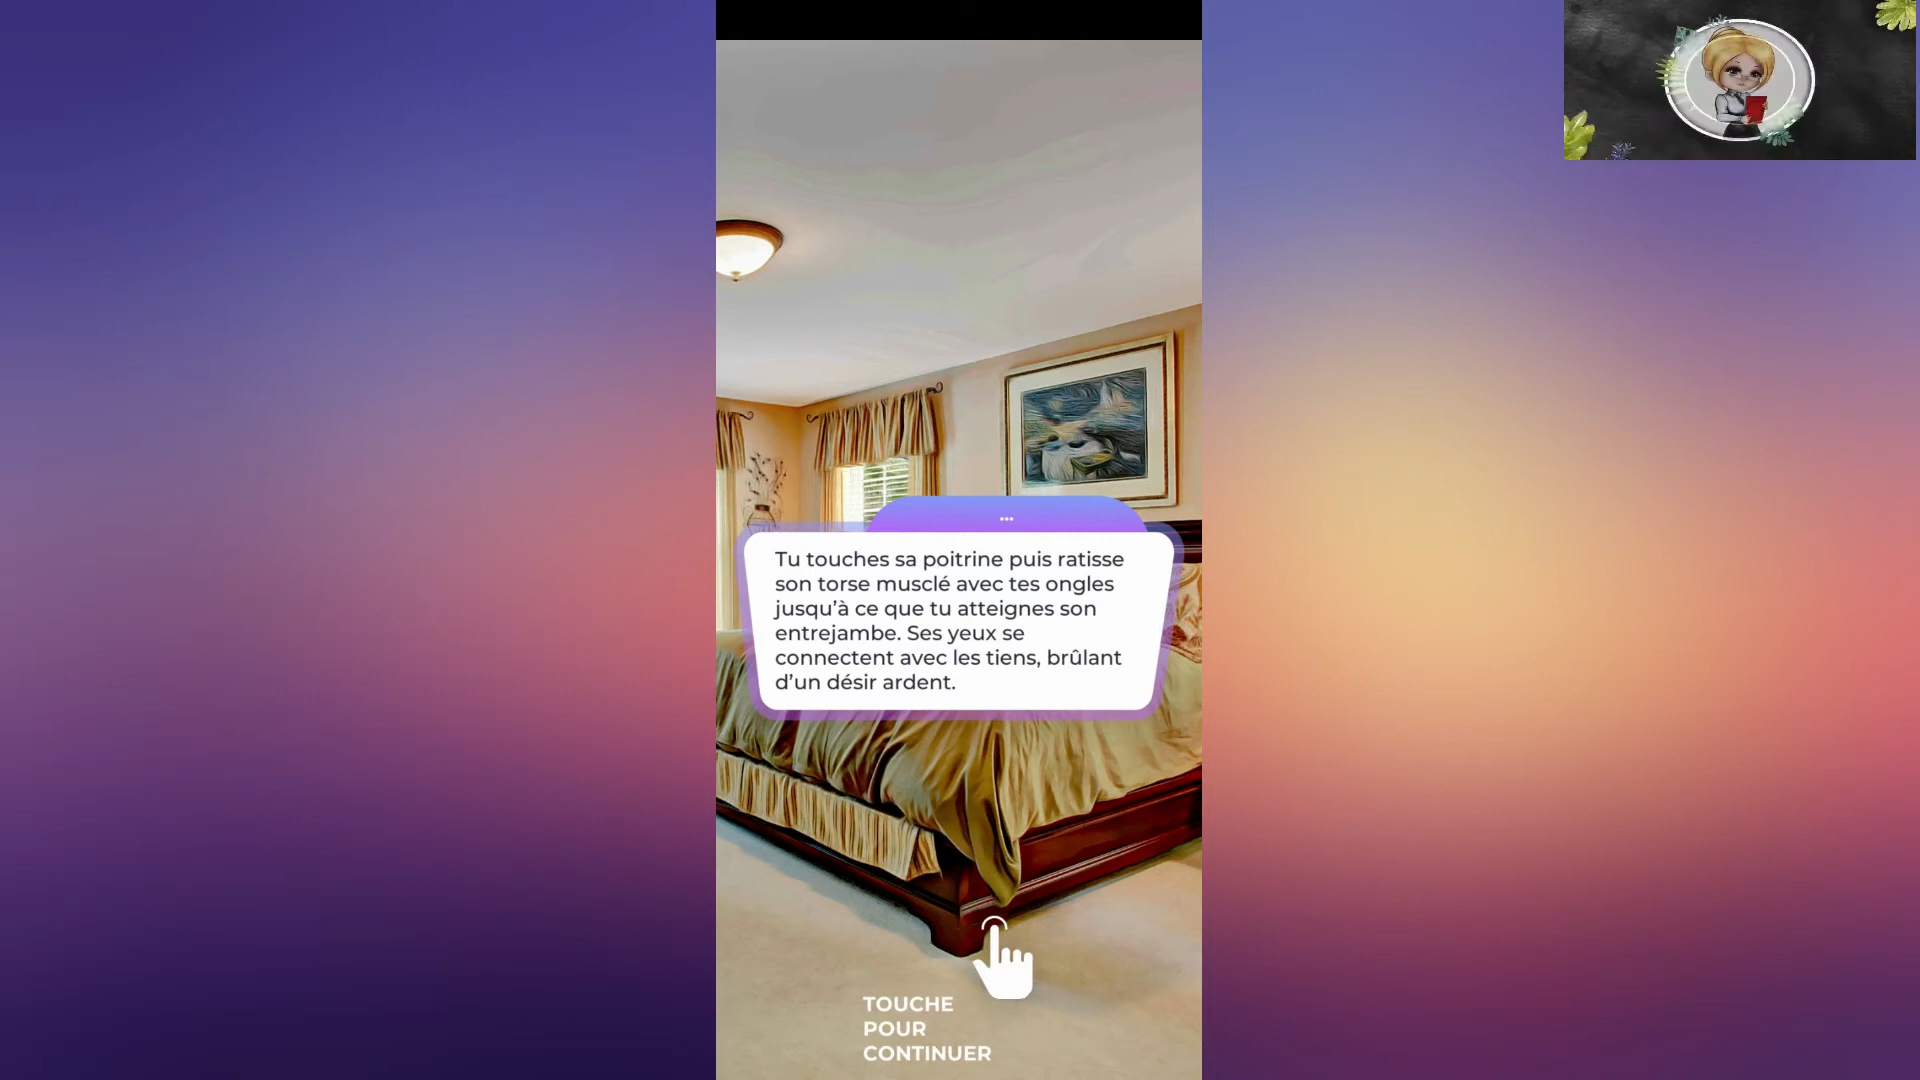 ...
Tu touches sa poitrine puis ratisse
son torse musclé avec tes ongles
jusqu’à ce que tu atteignes son
entrejambe. Ses yeux se
connectent avec les tiens, brûlant
d’un désir ardent.
TOUCHE
POUR
CONTINUER